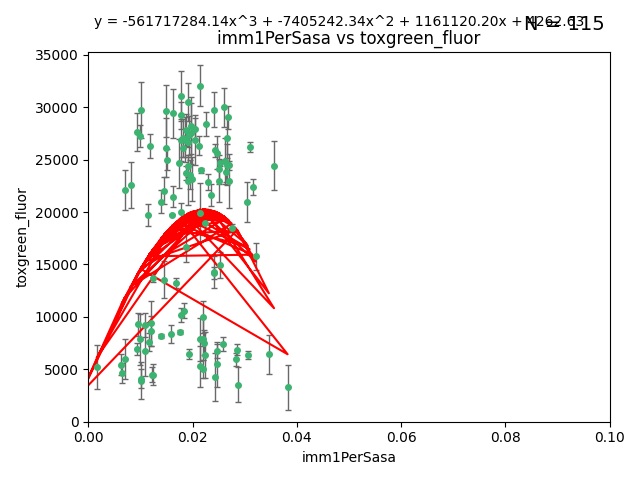 y = -561717284.14x^3 + -7405242.34x^2 + 1161120.20x + 4262.63
N = 115
imm1PerSasa vs toxgreen_fluor
35000
30000
25000
20000
15000
10000
5000
0
toxgreen_fluor
0.00 0.02 0.04 0.06 0.08 0.10
imm1PerSasa